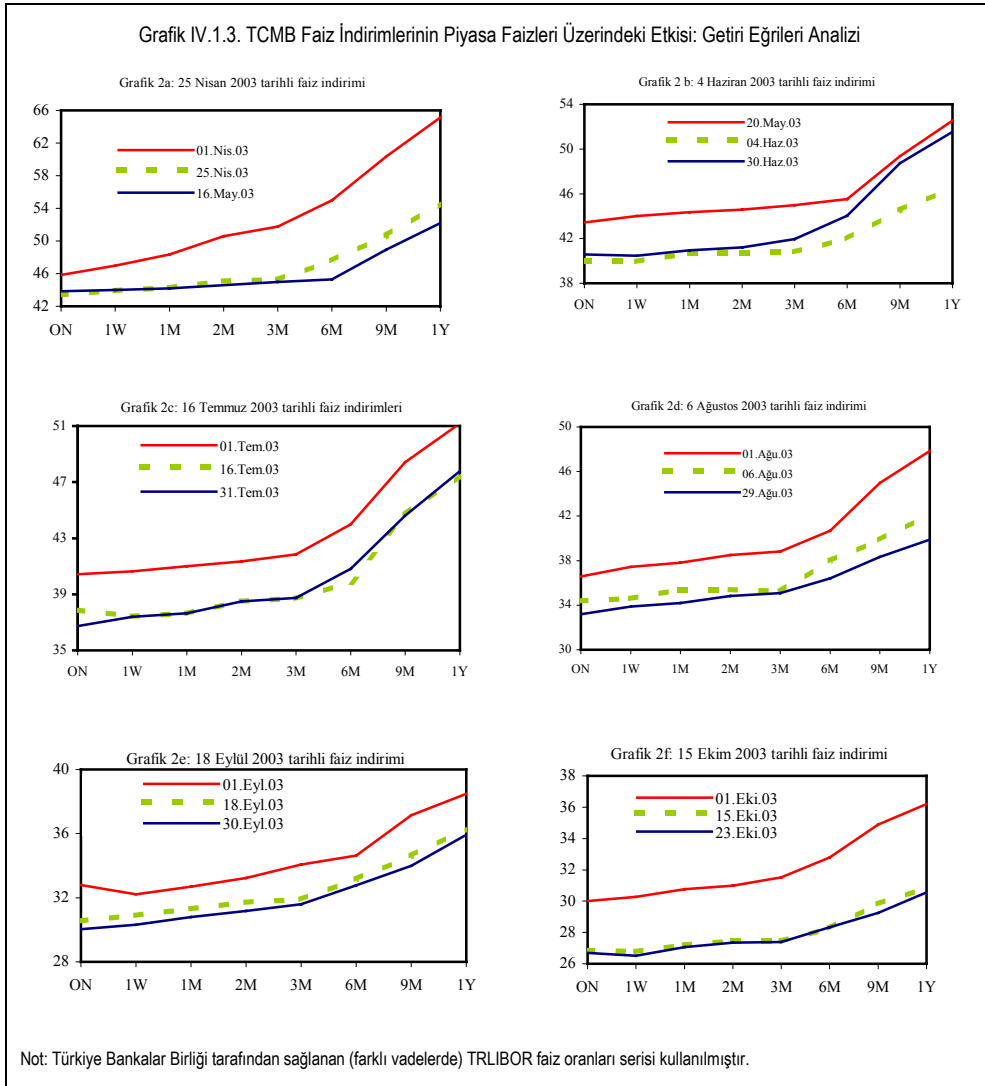 Grafik IV.1.3. TCMB Faiz İndirimlerinin Piyasa Faizleri Üzerindeki Etkisi: Getiri Eğrileri Analizi
Grafik 2a: 25 Nisan 2003 tarihli faiz indirimi
66
62
58
54
50
46
42
01.Nis.03
25.Nis.03
16.May.03
ON 1W 1M 2M 3M 6M 9M 1Y
Grafik 2 b: 4 Haziran 2003 tarihli faiz indirimi
54
50
46
42
38
20.May.03
04.Haz.03
30.Haz.03
ON 1W 1M 2M 3M 6M 9M 1Y
Grafik 2c: 16 Temmuz 2003 tarihli faiz indirimleri
51
47
43
39
35
01.Tem.03
16.Tem.03
31.Tem.03
ON 1W 1M 2M 3M 6M 9M 1Y
Grafik 2d: 6 Ağustos 2003 tarihli faiz indirimi
50
46
42
38
34
30
01.Ağu.03
06.Ağu.03
29.Ağu.03
ON 1W 1M 2M 3M 6M 9M 1Y
Grafik 2e: 18 Eylül 2003 tarihli faiz indirimi
40
36
32
28
01.Eyl.03
18.Eyl.03
30.Eyl.03
ON 1W 1M 2M 3M 6M 9M 1Y
Grafik 2f: 15 Ekim 2003 tarihli faiz indirimi
38
36
34
32
30
28
26
01.Eki.03
15.Eki.03
23.Eki.03
ON 1W 1M 2M 3M 6M 9M 1Y
Not: Türkiye Bankalar Birliği tarafından sağlanan (farklı vadelerde) TRLIBOR faiz oranları serisi kullanılmıştır.